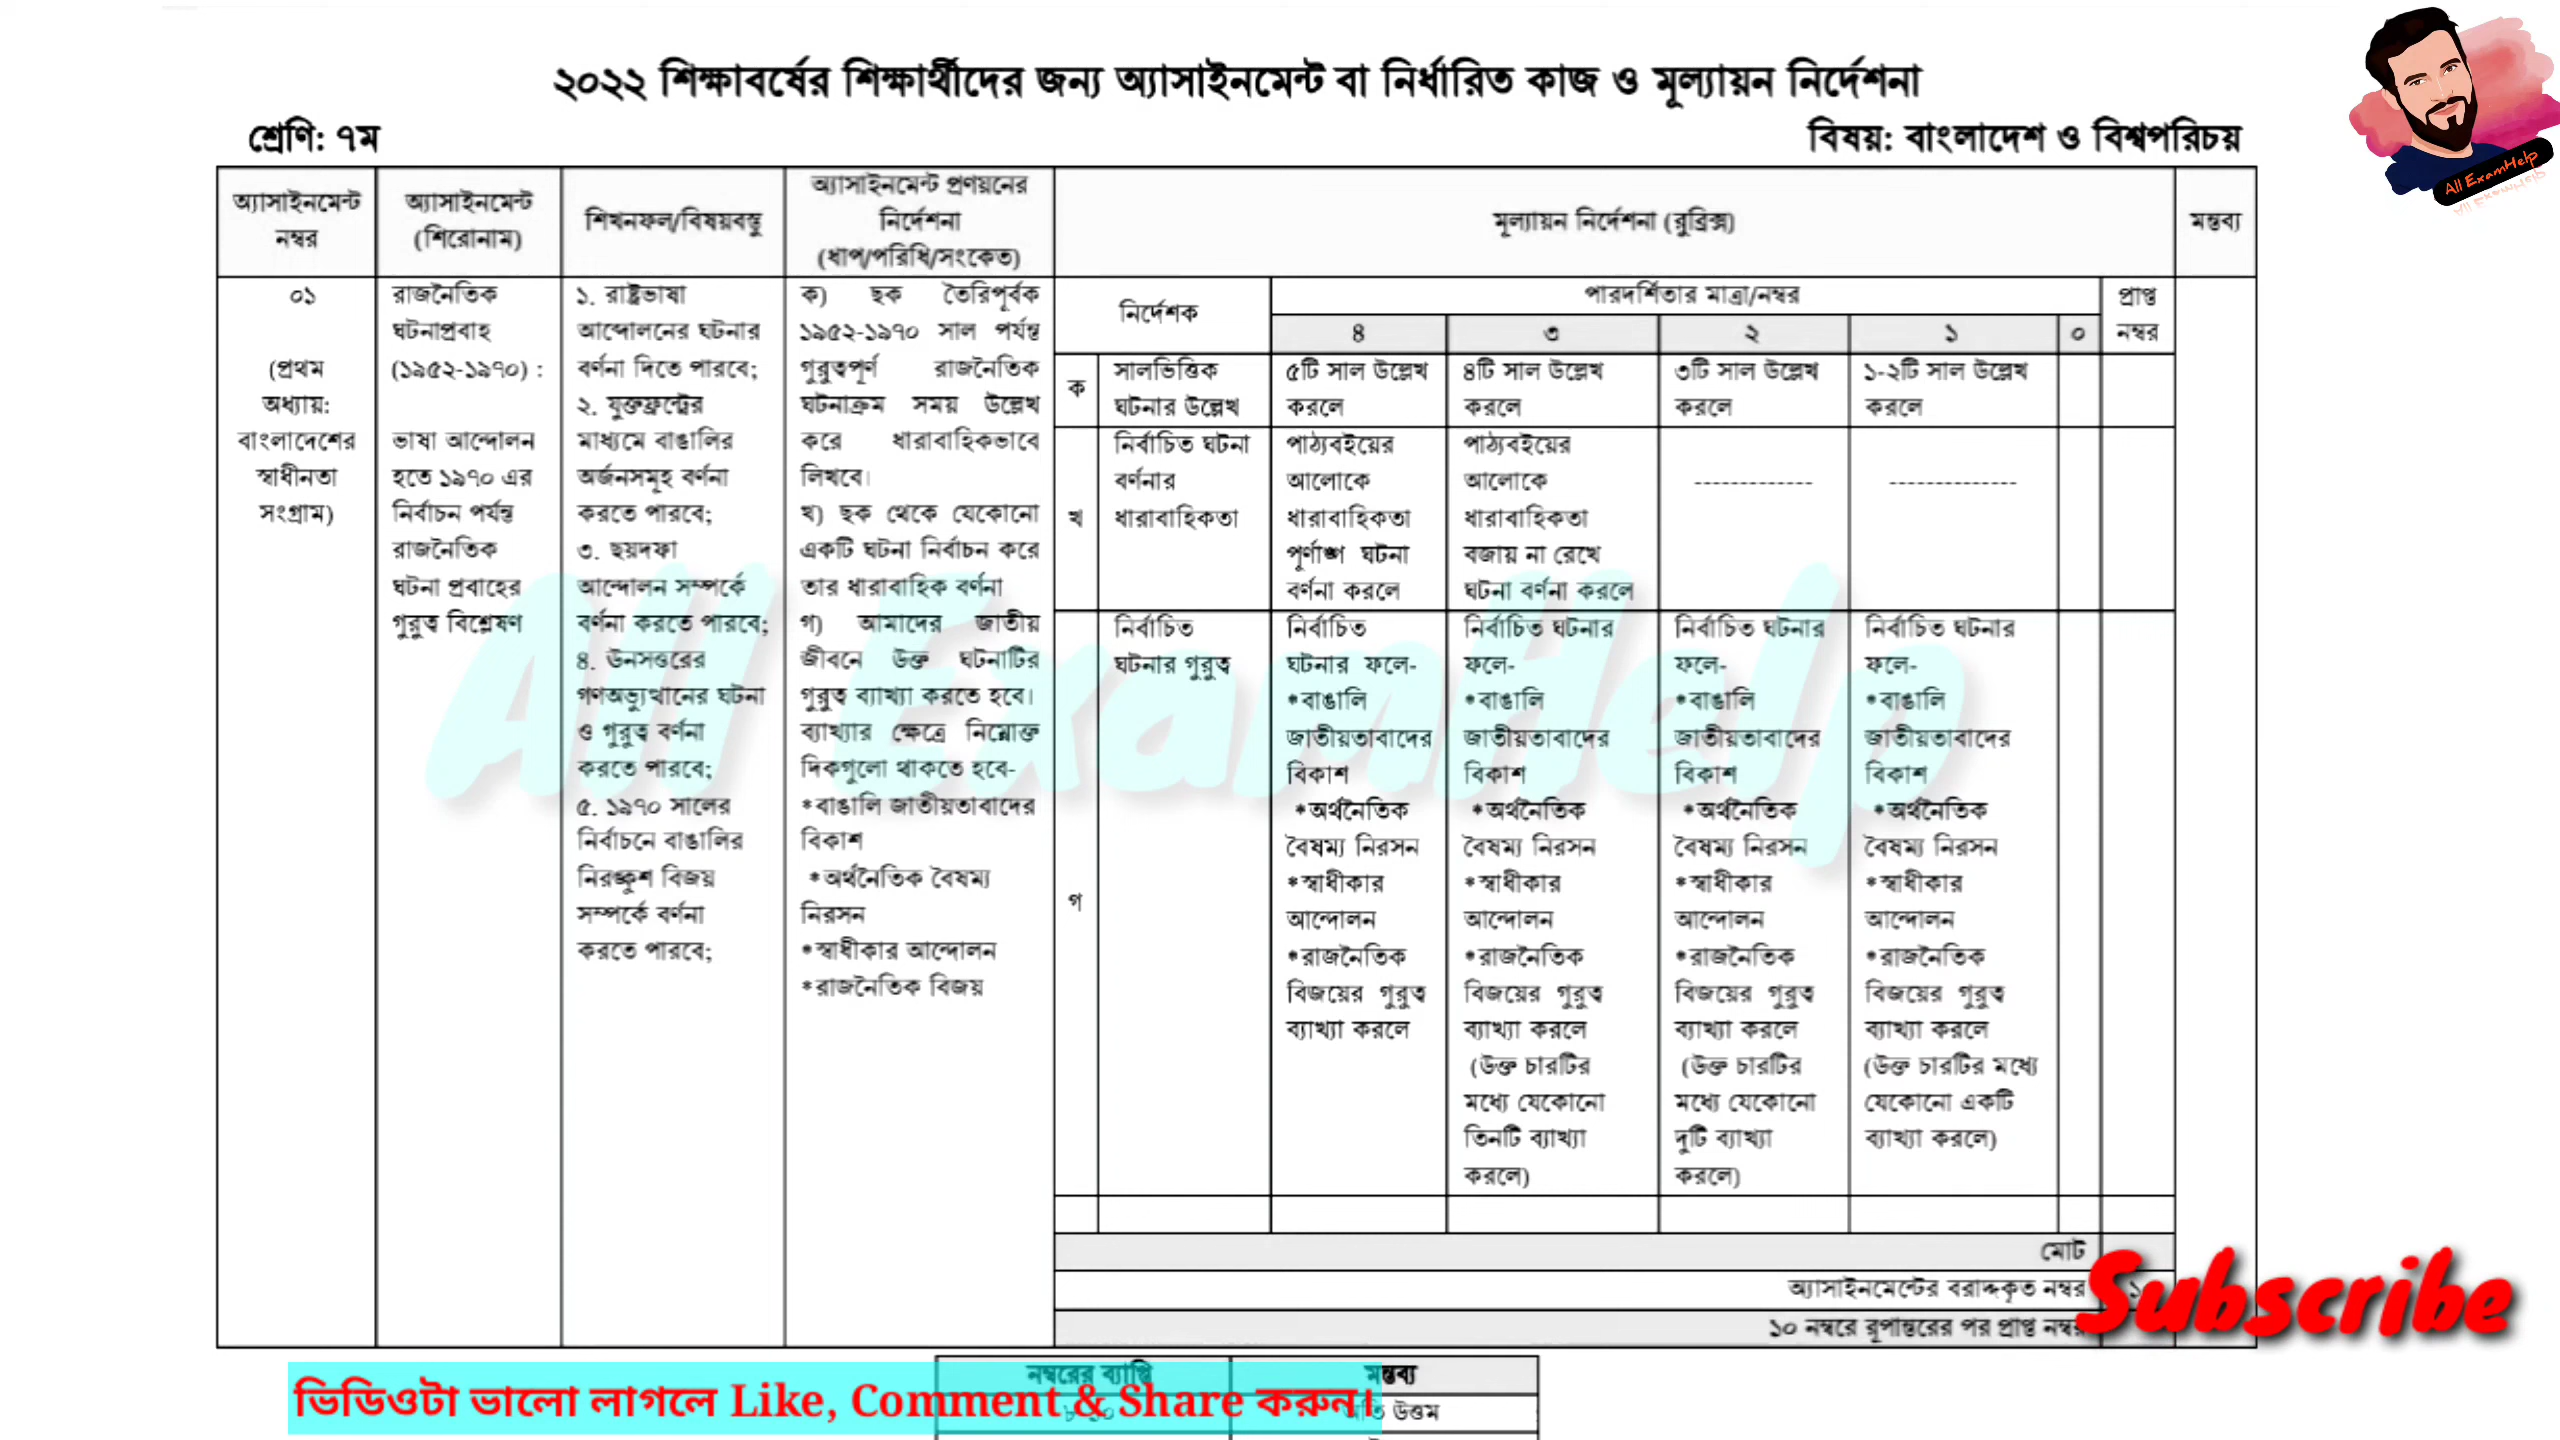 ২০২২ শিক্ষাবর্ষের শিক্ষার্থীদের জন্য অ্যাসাইনমেন্ট বা নির্ধারিত কাজ ও মূল্যায়ন নির্দেশনা
শ্রেণি: ৭ম
বিষয়: বাংলাদেশ ও বিশ্বপরিচয়
All ExamHelp
অ্যাসাইনমেন্ট
নম্বর
অ্যাসাইনমেন্ট
(শিরোনাম)
শিখনফল/বিষয়বস্তু
অ্যাসাইনমেন্ট প্রণয়নের
নির্দেশনা
(ধাপ/পরিধি/সংকেত)
মূল্যায়ন নির্দেশনা (রুব্রিক্স)
মন্তব্য
০১
(প্রথম
অধ্যায়:
বাংলাদেশের
স্বাধীনতা
সংগ্রাম)
রাজনৈতিক
ঘটনাপ্রবাহ
(১৯৫২-১৯৭০) :
ভাষা আন্দোলন
হতে ১৯৭০ এর
নির্বাচন পর্যন্ত
রাজনৈতিক
ঘটনা প্রবাহের
গুরুত্ব বিশ্লেষণ
১. রাষ্ট্রভাষা
আন্দোলনের ঘটনার
বর্ণনা দিতে পারবে;
২. যুক্তফ্রন্টের
মাধ্যমে বাঙালির
অর্জনসমূহ বর্ণনা
করতে পারবে;
৩. ছয়দফা
আন্দোলন সম্পর্কে
বর্ণনা করতে পারবে;
৪. ঊনসত্তরের
গণঅভ্যুত্থানের ঘটনা
ও গুরুত্ব বর্ণনা
করতে পারবে;
৫. ১৯৭০ সালের
নির্বাচনে বাঙালির
নিরঙ্কুশ বিজয়
সম্পর্কে বর্ণনা
করতে পারবে;
ক) ছক তৈরিপূর্বক
১৯৫২-১৯৭০ সাল পর্যন্ত
গুরুত্বপূর্ণ রাজনৈতিক
ঘটনাক্রম সময় উল্লেখ
করে ধারাবাহিকভাবে
লিখবে।
খ) ছক থেকে যেকোনো
একটি ঘটনা নির্বাচন করে
তার ধারাবাহিক বর্ণনা
গ) আমাদের জাতীয়
জীবনে উক্ত ঘটনাটির
গুরুত্ব ব্যাখ্যা করতে হবে।
ব্যাখ্যার ক্ষেত্রে নিম্নোক্ত
দিকগুলো থাকতে হবে-
*বাঙালি জাতীয়তাবাদের
বিকাশ
*অর্থনৈতিক বৈষম্য
নিরসন
*স্বাধীকার আন্দোলন
*রাজনৈতিক বিজয়
নির্দেশক
পারদর্শিতার মাত্রা/নম্বর
প্রাপ্ত
নম্বর
৪
৩
২
১
০
ক
সালভিত্তিক
ঘটনার উল্লেখ
৫টি সাল উল্লেখ
করলে
৪টি সাল উল্লেখ
করলে
৩টি সাল উল্লেখ
করলে
১-২টি সাল উল্লেখ
করলে
খ
নির্বাচিত ঘটনা
বর্ণনার
ধারাবাহিকতা
পাঠ্যবইয়ের
আলোকে
ধারাবাহিকতা
পূর্ণাঙ্গ ঘটনা
বর্ণনা করলে
পাঠ্যবইয়ের
আলোকে
ধারাবাহিকতা
বজায় না রেখে
ঘটনা বর্ণনা করলে
-------------
--------------
গ
নির্বাচিত
ঘটনার গুরুত্ব
নির্বাচিত
ঘটনার ফলে-
*বাঙালি
জাতীয়তাবাদের
বিকাশ
*অর্থনৈতিক
বৈষম্য নিরসন
*স্বাধীকার
আন্দোলন
*রাজনৈতিক
বিজয়ের গুরুত্ব
ব্যাখ্যা করলে
নির্বাচিত ঘটনার
ফলে-
*বাঙালি
জাতীয়তাবাদের
বিকাশ
*অর্থনৈতিক
বৈষম্য নিরসন
*স্বাধীকার
আন্দোলন
*রাজনৈতিক
বিজয়ের গুরুত্ব
ব্যাখ্যা করলে
(উক্ত চারটির
মধ্যে যেকোনো
তিনটি ব্যাখ্যা
করলে)
নির্বাচিত ঘটনার
ফলে-
*বাঙালি
জাতীয়তাবাদের
বিকাশ
*অর্থনৈতিক
বৈষম্য নিরসন
*স্বাধীকার
আন্দোলন
*রাজনৈতিক
বিজয়ের গুরুত্ব
ব্যাখ্যা করলে
(উক্ত চারটির
মধ্যে যেকোনো
দুটি ব্যাখ্যা
করলে)
নির্বাচিত ঘটনার
ফলে-
*বাঙালি
জাতীয়তাবাদের
বিকাশ
*অর্থনৈতিক
বৈষম্য নিরসন
*স্বাধীকার
আন্দোলন
*রাজনৈতিক
বিজয়ের গুরুত্ব
ব্যাখ্যা করলে
(উক্ত চারটির মধ্যে
যেকোনো একটি
ব্যাখ্যা করলে)
মোট
অ্যাসাইনমেন্টের বরাদ্দকৃত নম্বর
১০ নম্বরে রূপান্তরের পর প্রাপ্ত নম্বর
All ExamHelp
Subscribe
নম্বরের ব্যাপ্তি
মন্তব্য
ভিডিওটা ভালো লাগলে Like, Comment & Share করুন।
উত্তম